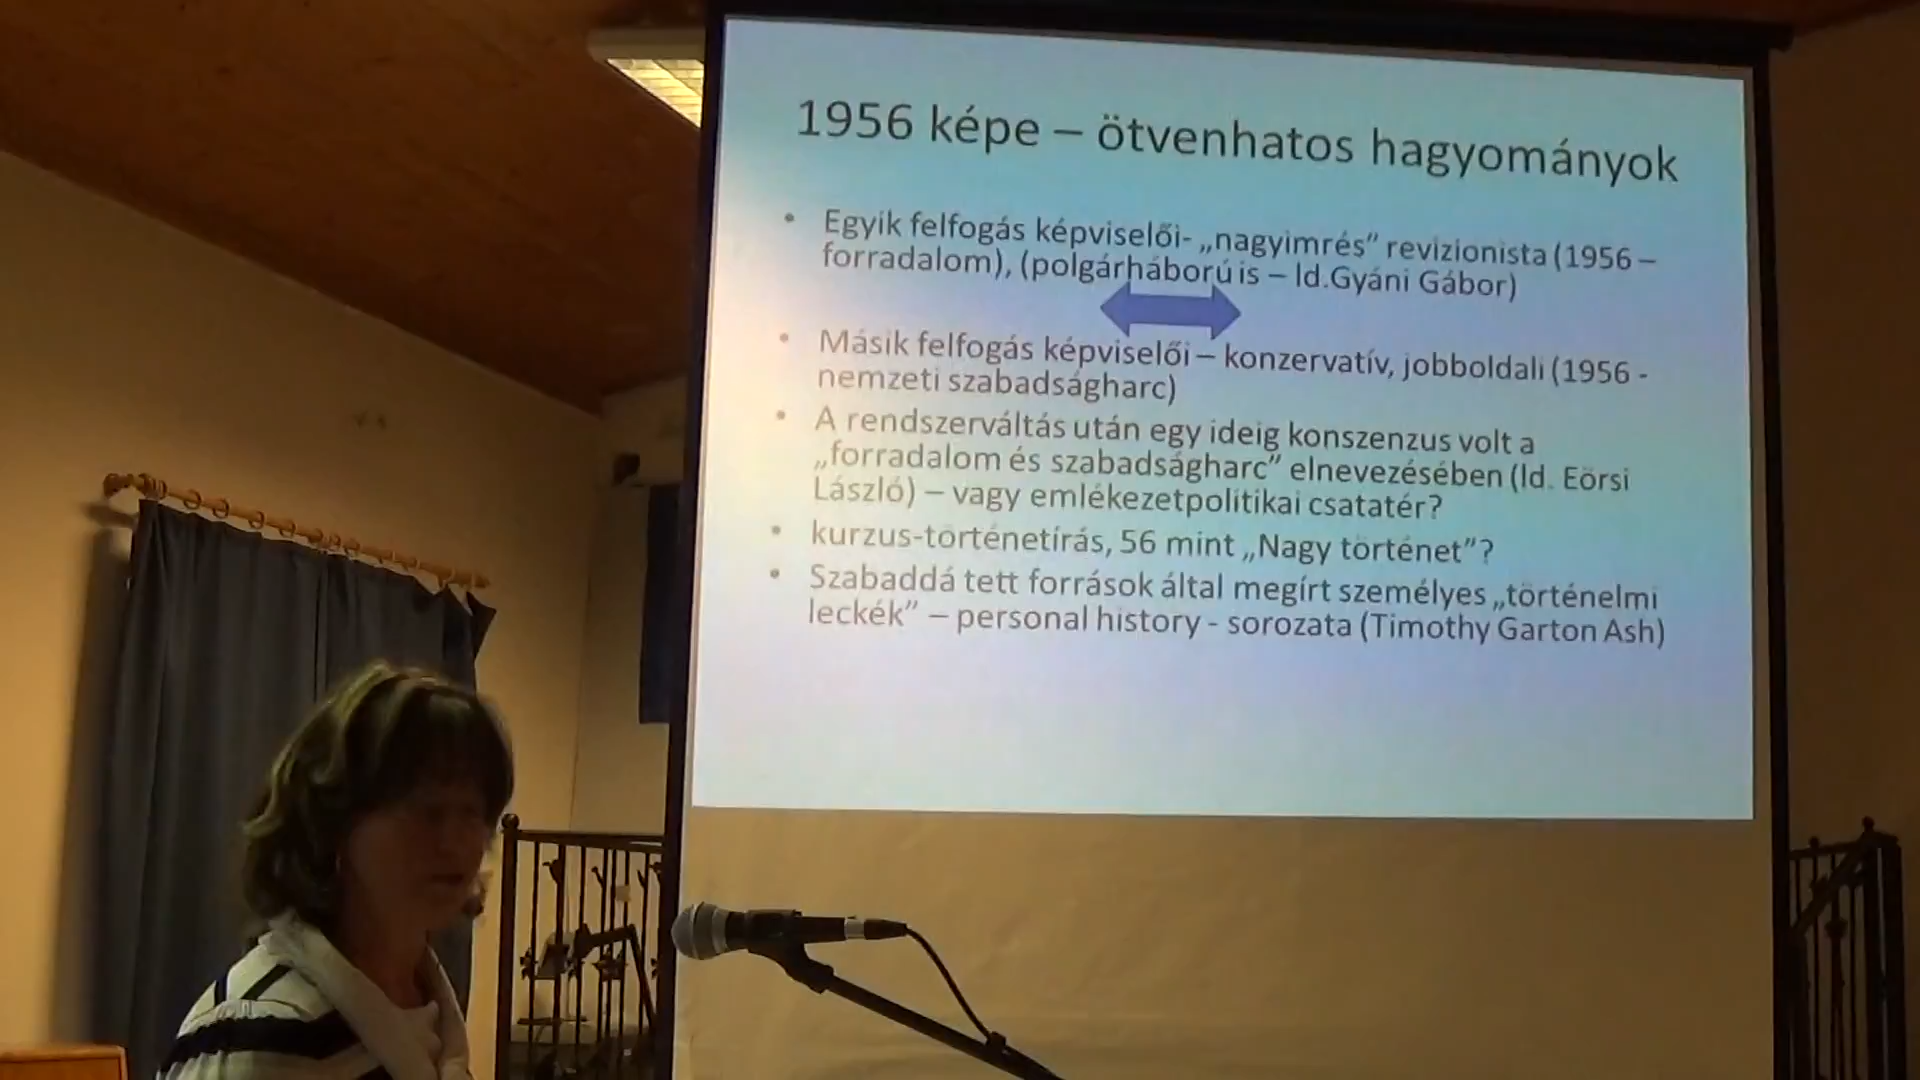 1956 képe – ötvenhatos hagyományok
• Egyik felfogás képviselői- „nagyimrés” revizionista (1956 –
forradalom), (polgárháború is – ld.Gyáni Gábor)
• Másik felfogás képviselői – konzervatív, jobboldali (1956 -
nemzeti szabadságharc)
• A rendszerváltás után egy ideig konszenzus volt a
„forradalom és szabadságharc” elnevezésében (ld. Eörsi
László) – vagy emlékezetpolitikai csatatér?
• kurzus-történetírás, 56 mint „Nagy történet”?
• Szabaddá tett források által megírt személyes „történelmi
leckék” – personal history - sorozata (Timothy Garton Ash)